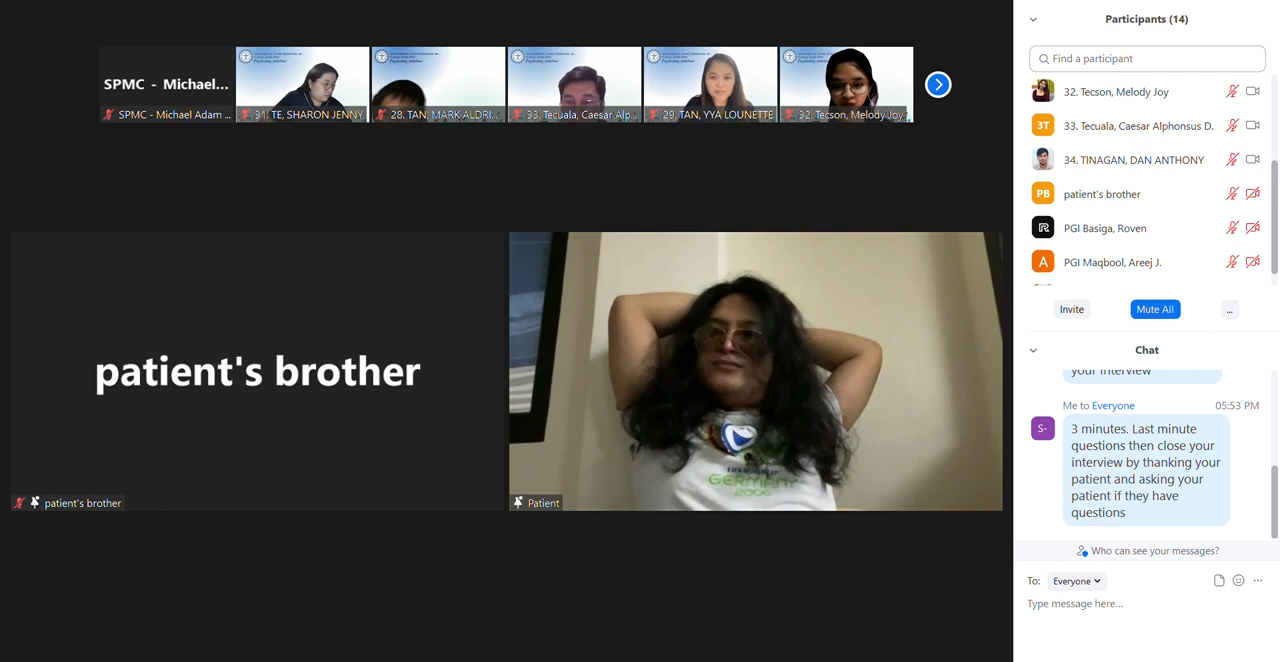 SPMC - Michael...
SPMC - Michael Adam ...
31. TE, SHARON JENNY
28. TAN, MARK ALDRI...
33. Tecuala, Caesar Alp...
29. TAN, YYA LOUNETTE
32. Tecson, Melody Joy
patient's brother
patient's brother
GERMANY
2006
Patient
Participants (14)
Find a participant
32. Tecson, Melody Joy
3T
33. Tecuala, Caesar Alphonsus D.
34. TINAGAN, DAN ANTHONY
PB
patient's brother
PGI Basiga, Roven
A
PGI Maqbool, Areej J.
Invite
Mute All
...
Chat
your interview
Me to Everyone
05:53 PM
S-
3 minutes. Last minute
questions then close your
interview by thanking your
patient and asking your
patient if they have
questions
Who can see your messages?
To:
Everyone
Type message here...